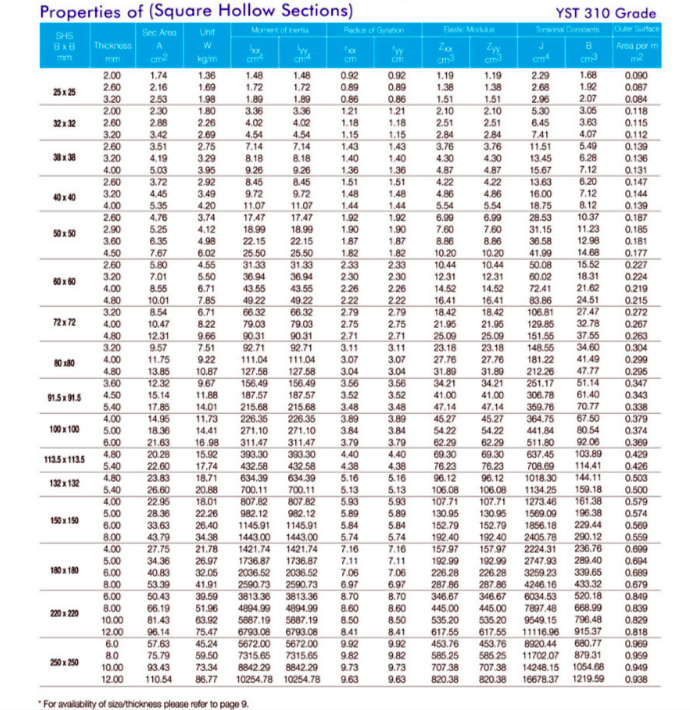 Properties of (Square Hollow Sections) YST 310 Grade
SHS B x B mm Thickness mm Sec Area A cm2 Unit W kg/m Moment of Inertia Ixx cm4 Iyy cm4 Radius of Gyration rxx cm ryy cm Elastic Modulus Zxx cm3 Zyy cm3 Torsional Constants J cm4 B cm3 Outer Surface Area per m m2
25 x 25 2.00 1.74 1.36 1.48 1.48 0.92 0.92 1.19 1.19 2.29 1.68 0.090
2.60 2.16 1.69 1.72 1.72 0.89 0.89 1.38 1.38 2.68 1.92 0.087
3.20 2.53 1.98 1.89 1.89 0.86 0.86 1.51 1.51 2.96 2.07 0.084
32 x 32 2.00 2.30 1.80 3.36 3.36 1.21 1.21 2.10 2.10 5.30 3.05 0.118
2.60 2.88 2.26 4.02 4.02 1.18 1.18 2.51 2.51 6.45 3.63 0.115
3.20 3.42 2.69 4.54 4.54 1.15 1.15 2.84 2.84 7.41 4.07 0.112
38 x 38 2.60 3.51 2.75 7.14 7.14 1.43 1.43 3.76 3.76 11.51 5.49 0.139
3.20 4.19 3.29 8.18 8.18 1.40 1.40 4.30 4.30 13.45 6.28 0.136
4.00 5.03 3.95 9.26 9.26 1.36 1.36 4.87 4.87 15.67 7.12 0.131
40 x 40 2.60 3.72 2.92 8.45 8.45 1.51 1.51 4.22 4.22 13.63 6.20 0.147
3.20 4.45 3.49 9.72 9.72 1.48 1.48 4.86 4.86 16.00 7.12 0.144
4.00 5.35 4.20 11.07 11.07 1.44 1.44 5.54 5.54 18.75 8.12 0.139
50 x 50 2.60 4.76 3.74 17.47 17.47 1.92 1.92 6.99 6.99 28.53 10.37 0.187
2.90 5.25 4.12 18.99 18.99 1.90 1.90 7.60 7.60 31.15 11.23 0.185
3.60 6.35 4.98 22.15 22.15 1.87 1.87 8.86 8.86 36.58 12.98 0.181
4.50 7.67 6.02 25.50 25.50 1.82 1.82 10.20 10.20 41.99 14.68 0.177
60 x 60 2.60 5.80 4.55 31.33 31.33 2.33 2.33 10.44 10.44 50.08 15.52 0.227
3.20 7.01 5.50 36.94 36.94 2.30 2.30 12.31 12.31 60.02 18.31 0.224
4.00 8.55 6.71 43.55 43.55 2.26 2.26 14.52 14.52 72.41 21.62 0.219
4.80 10.01 7.85 49.22 49.22 2.22 2.22 16.41 16.41 83.86 24.51 0.215
72 x 72 3.20 8.54 6.71 66.32 66.32 2.79 2.79 18.42 18.42 106.81 27.47 0.272
4.00 10.47 8.22 79.03 79.03 2.75 2.75 21.95 21.95 129.85 32.78 0.267
4.80 12.31 9.66 90.31 90.31 2.71 2.71 25.09 25.09 151.55 37.55 0.263
80 x80 3.20 9.57 7.51 92.71 92.71 3.11 3.11 23.18 23.18 148.55 34.60 0.304
4.00 11.75 9.22 111.04 111.04 3.07 3.07 27.76 27.76 181.22 41.49 0.299
4.80 13.85 10.87 127.58 127.58 3.04 3.04 31.89 31.89 212.26 47.77 0.295
91.5 x 91.5 3.60 12.32 9.67 156.49 156.49 3.56 3.56 34.21 34.21 251.17 51.14 0.347
4.50 15.14 11.88 187.57 187.57 3.52 3.52 41.00 41.00 306.78 61.40 0.343
5.40 17.85 14.01 215.68 215.68 3.48 3.48 47.14 47.14 359.76 70.77 0.338
100 x 100 4.00 14.95 11.73 226.35 226.35 3.89 3.89 45.27 45.27 364.75 67.50 0.379
5.00 18.36 14.41 271.10 271.10 3.84 3.84 54.22 54.22 441.84 80.54 0.374
6.00 21.63 16.98 311.47 311.47 3.79 3.79 62.29 62.29 511.80 92.06 0.369
113.5 x 113.5 4.80 20.28 15.92 393.30 393.30 4.40 4.40 69.30 69.30 637.45 103.89 0.429
5.40 22.60 17.74 432.58 432.58 4.38 4.38 76.23 76.23 708.69 114.41 0.426
132 x 132 4.80 23.83 18.71 634.39 634.39 5.16 5.16 96.12 96.12 1018.30 144.11 0.503
5.40 26.60 20.88 700.11 700.11 5.13 5.13 106.08 106.08 1134.25 159.18 0.500
150 x 150 4.00 22.95 18.01 807.82 807.82 5.93 5.93 107.71 107.71 1273.46 161.38 0.579
5.00 28.36 22.26 982.12 982.12 5.89 5.89 130.95 130.95 1569.09 196.38 0.574
6.00 33.63 26.40 1145.91 1145.91 5.84 5.84 152.79 152.79 1856.18 229.44 0.569
8.00 43.79 34.38 1443.00 1443.00 5.74 5.74 192.40 192.40 2405.78 290.12 0.559
180 x 180 4.00 27.75 21.78 1421.74 1421.74 7.16 7.16 157.97 157.97 2224.31 236.76 0.699
5.00 34.36 26.97 1736.87 1736.87 7.11 7.11 192.99 192.99 2747.93 289.40 0.694
6.00 40.83 32.05 2036.52 2036.52 7.06 7.06 226.28 226.28 3259.23 339.65 0.689
8.00 53.39 41.91 2590.73 2590.73 6.97 6.97 287.86 287.86 4246.16 433.32 0.679
220 x 220 6.00 50.43 39.59 3813.36 3813.36 8.70 8.70 346.67 346.67 6034.53 520.18 0.849
8.00 66.19 51.96 4894.99 4894.99 8.60 8.60 445.00 445.00 7897.48 668.99 0.839
10.00 81.43 63.92 5887.19 5887.19 8.50 8.50 535.20 535.20 9549.15 796.48 0.829
12.00 96.14 75.47 6793.08 6793.08 8.41 8.41 617.55 617.55 11116.96 915.37 0.818
250 x 250 6.0 57.63 45.24 5672.00 5672.00 9.92 9.92 453.76 453.76 8920.44 680.77 0.969
8.0 75.79 59.50 7315.65 7315.65 9.82 9.82 585.25 585.25 11702.07 879.31 0.959
10.00 93.43 73.34 8842.29 8842.29 9.73 9.73 707.38 707.38 14248.15 1054.68 0.949
12.00 110.54 86.77 10254.78 10254.78 9.63 9.63 820.38 820.38 16678.37 1219.59 0.938
* For availability of size/thickness please refer to page 9.